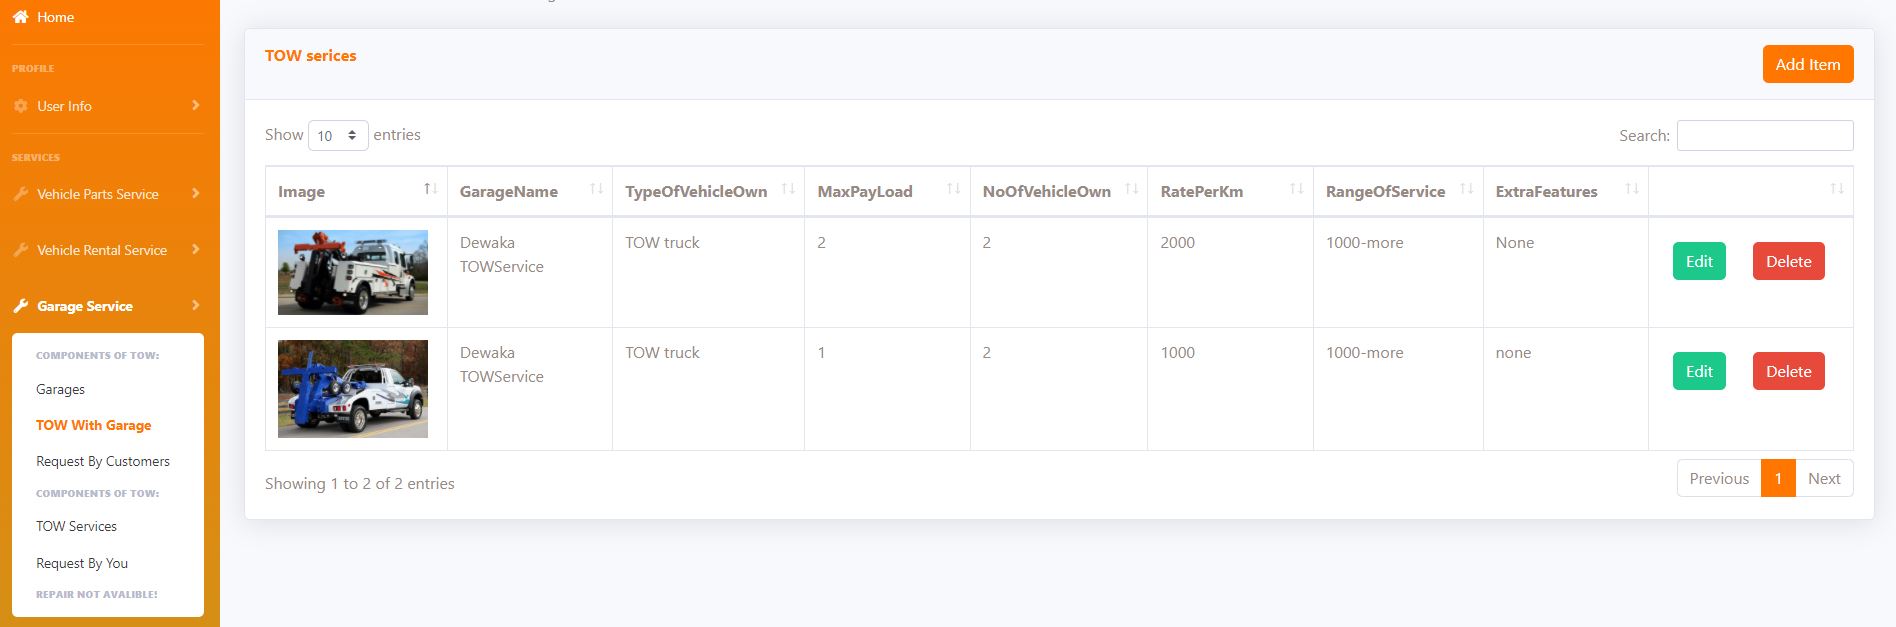 Home
PROFILE
User Info
SERVICES
Vehicle Parts Service
Vehicle Rental Service
Garage Service
COMPONENTS OF TOW:
Garages
TOW With Garage
Request By Customers
COMPONENTS OF TOW:
TOW Services
Request By You
REPAIR NOT AVALIBLE!
TOW serices
Add Item
Show 10 entries
Search:
Image GarageName TypeOfVehicleOwn MaxPayLoad NoOfVehicleOwn RatePerKm RangeOfService ExtraFeatures
Dewaka TOW truck 2 2 2000 1000-more None
TOWService
Edit Delete
Dewaka TOW truck 1 2 1000 1000-more none
TOWService
Edit Delete
Showing 1 to 2 of 2 entries
Previous 1 Next